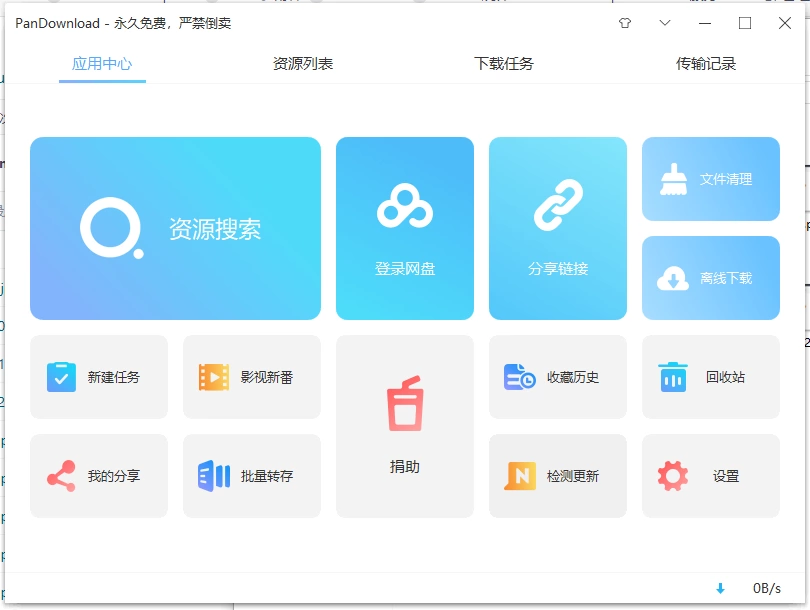 PanDownload - 永久免费，严禁倒卖
应用中心
资源列表
下载任务
传输记录
资源搜索
登录网盘
分享链接
文件清理
离线下载
新建任务
影视新番
捐助
收藏历史
回收站
我的分享
批量转存
检测更新
设置
0B/s